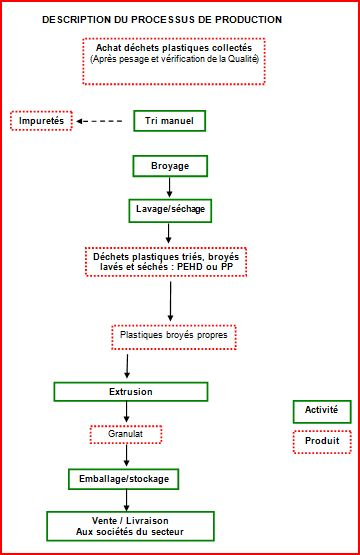 DESCRIPTION DU PROCESSUS DE PRODUCTION
Achat déchets plastiques collectés
(Après pesage et vérification de la Qualité)
Impuretés
Tri manuel
Broyage
Lavage/séchage
Déchets plastiques triés, broyés
lavés et séchés : PEHD ou PP
Plastiques broyés propres
Extrusion
Activité
Granulat
Produit
Emballage/stockage
Vente / Livraison
Aux sociétés du secteur